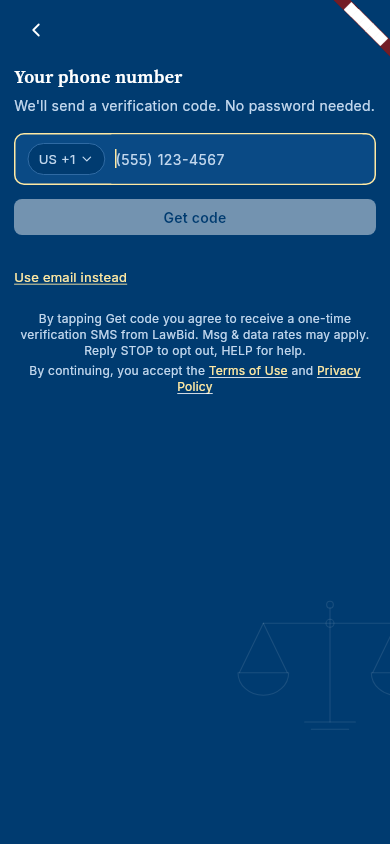 Your phone number
We'll send a verification code. No password needed.
US +1
(555) 123-4567
Get code
Use email instead
By tapping Get code you agree to receive a one-time
verification SMS from LawBid. Msg & data rates may apply.
Reply STOP to opt out, HELP for help.
By continuing, you accept the Terms of Use and Privacy
Policy